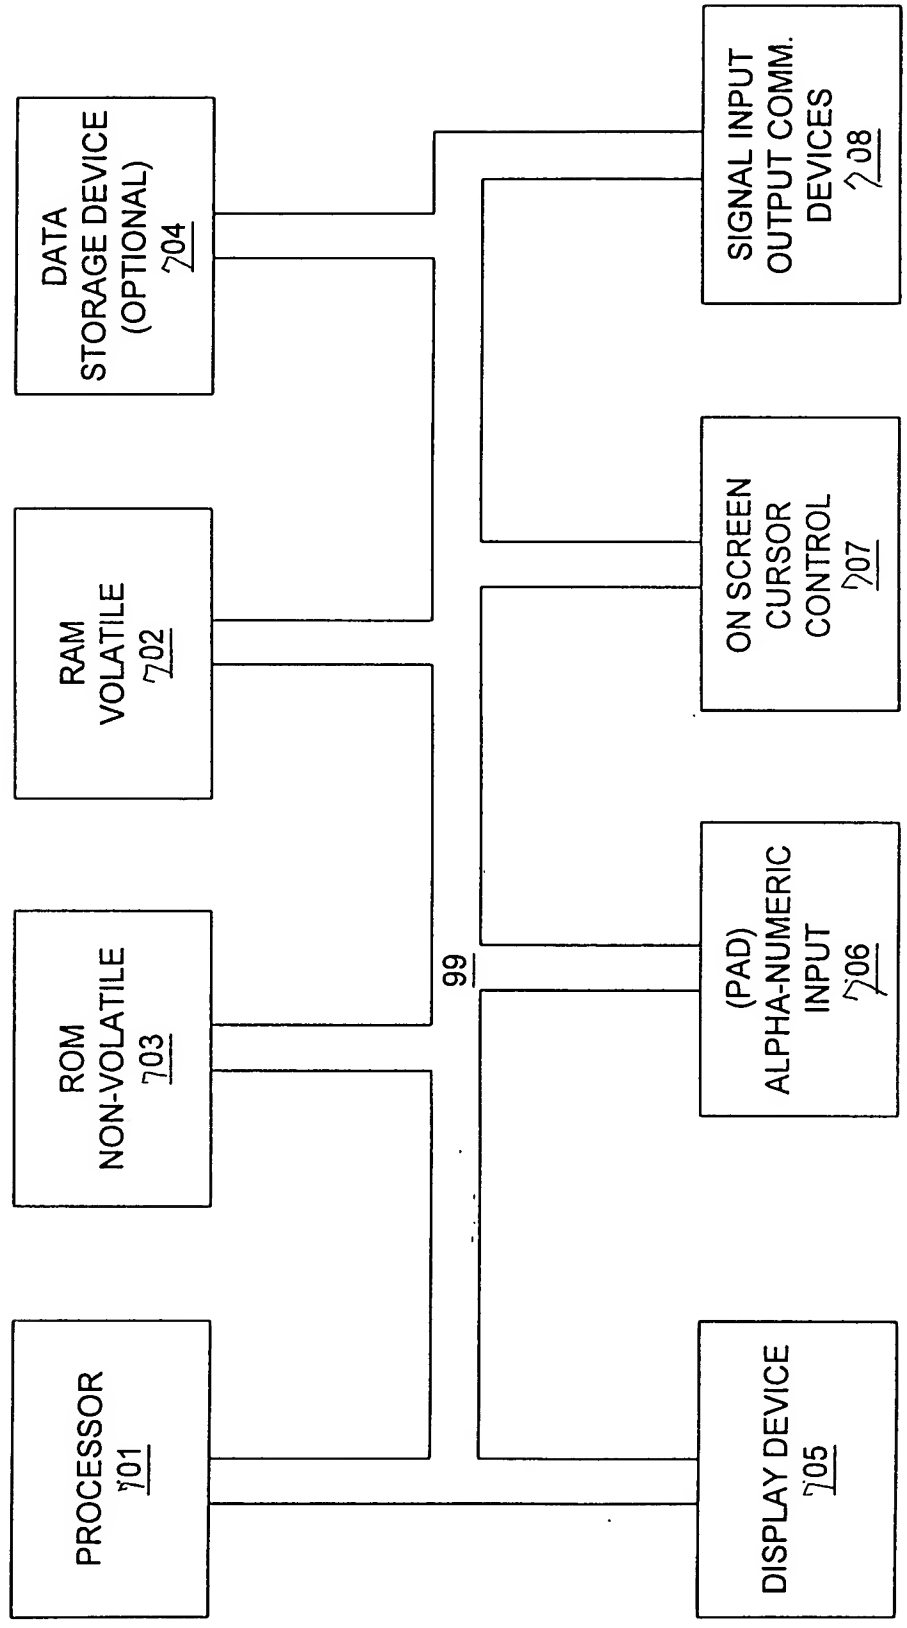 PROCESSOR
701
ROM
NON-VOLATILE
703
RAM
VOLATILE
702
DATA
STORAGE DEVICE
(OPTIONAL)
704
99
DISPLAY DEVICE
705
(PAD)
ALPHA-NUMERIC
INPUT
706
ON SCREEN
CURSOR
CONTROL
707
SIGNAL INPUT
OUTPUT COMM.
DEVICES
708